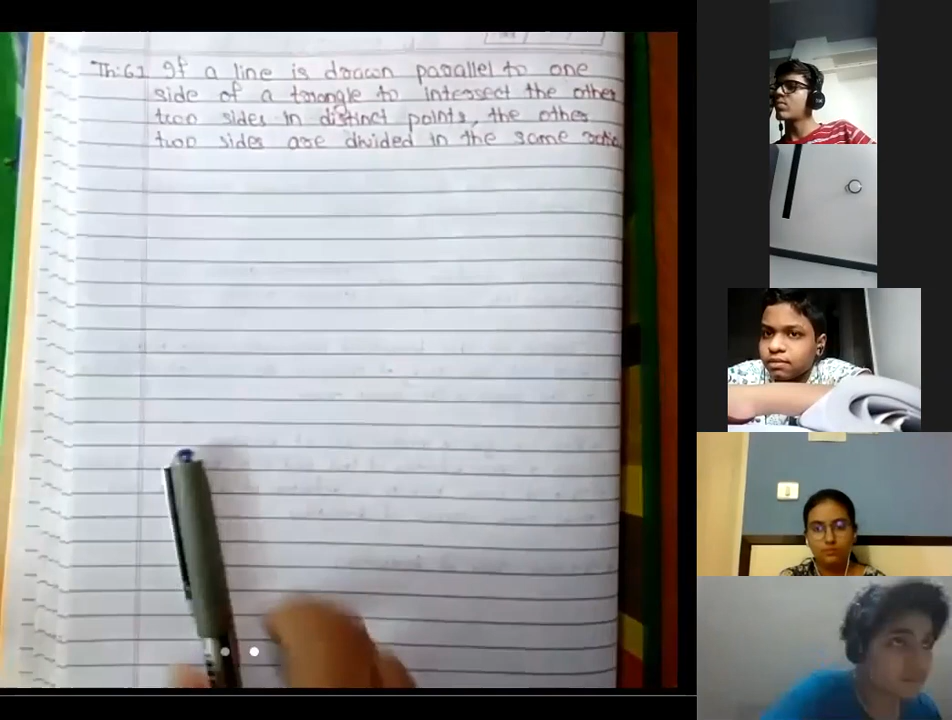 Th: 6.1 If a line is drawn parallel to one
side of a triangle to intersect the other
two sides in distinct points, the other
two sides are divided in the same ratio.